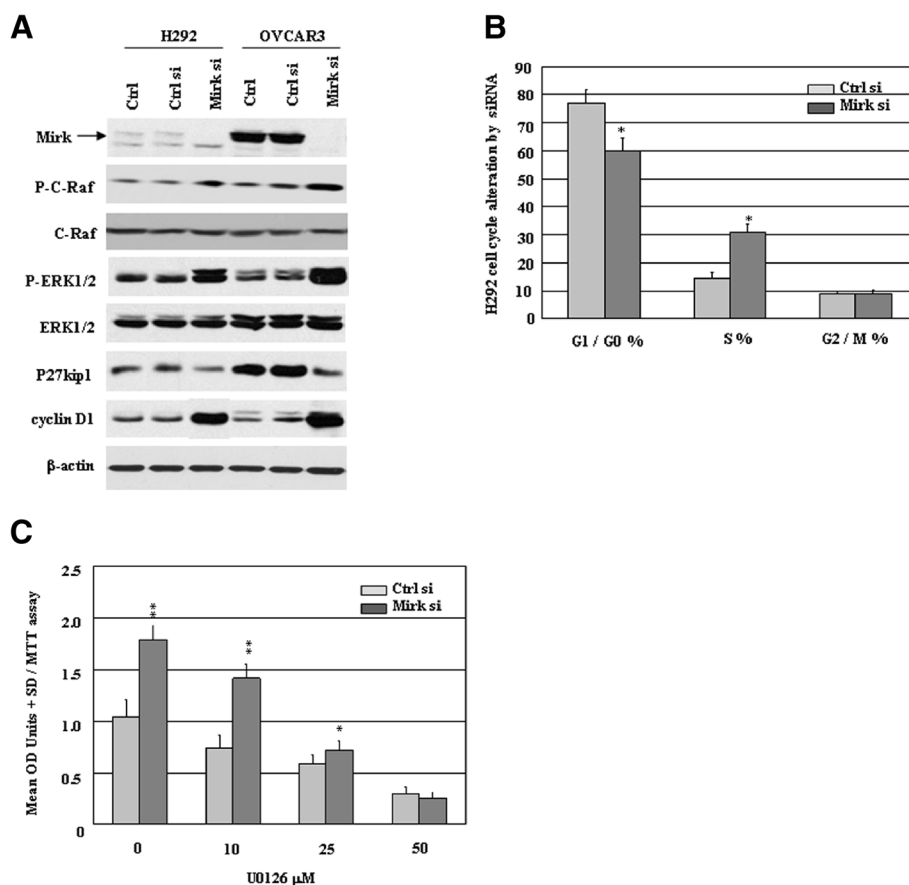 A
H292 OVCAR3
Ctrl Ctrl si Mirk si Ctrl Ctrl si Mirk si
Mirk
P-C-Raf
C-Raf
P-ERK1/2
ERK1/2
P27kip1
cyclin D1
β-actin
B
H292 cell cycle alteration by siRNA
90
80
70
60
50
40
30
20
10
0
Ctrl si
Mirk si
*
*
G1 / G0 % S % G2 / M %
C
Mean OD Units + SD / MTT assay
2.5
2.0
1.5
1.0
0.5
0
Ctrl si
Mirk si
**
**
*
0 10 25 50
U0126 µM